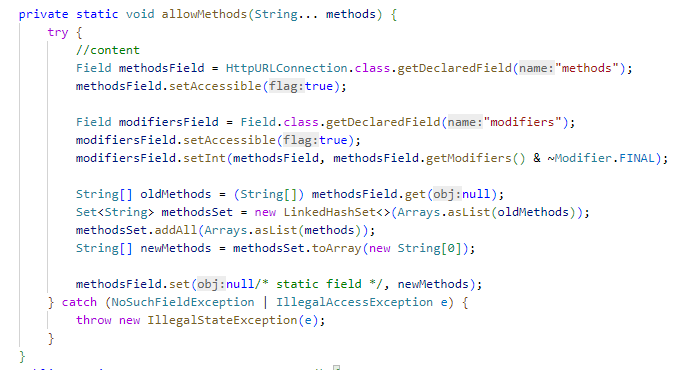 private static void allowMethods(String... methods) {
try {
//content
Field methodsField = HttpURLConnection.class.getDeclaredField(name:"methods");
methodsField.setAccessible(flag:true);
Field modifiersField = Field.class.getDeclaredField(name:"modifiers");
modifiersField.setAccessible(flag:true);
modifiersField.setInt(methodsField, methodsField.getModifiers() & ~Modifier.FINAL);
String[] oldMethods = (String[]) methodsField.get(obj:null);
Set<String> methodsSet = new LinkedHashSet<>(Arrays.asList(oldMethods));
methodsSet.addAll(Arrays.asList(methods));
String[] newMethods = methodsSet.toArray(new String[0]);
methodsField.set(obj:null/* static field */, newMethods);
} catch (NoSuchFieldException | IllegalAccessException e) {
throw new IllegalStateException(e);
}
}